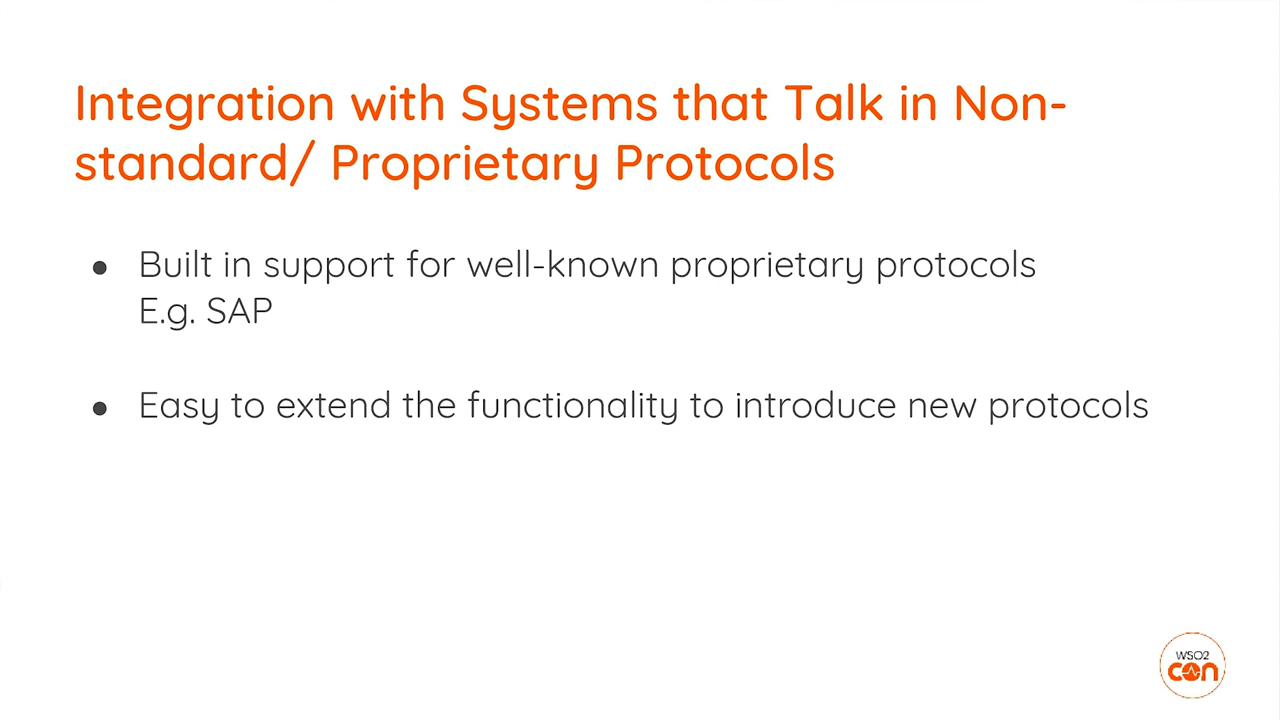 Integration with Systems that Talk in Non-
standard/ Proprietary Protocols
● Built in support for well-known proprietary protocols
E.g. SAP
● Easy to extend the functionality to introduce new protocols
WSO2
con